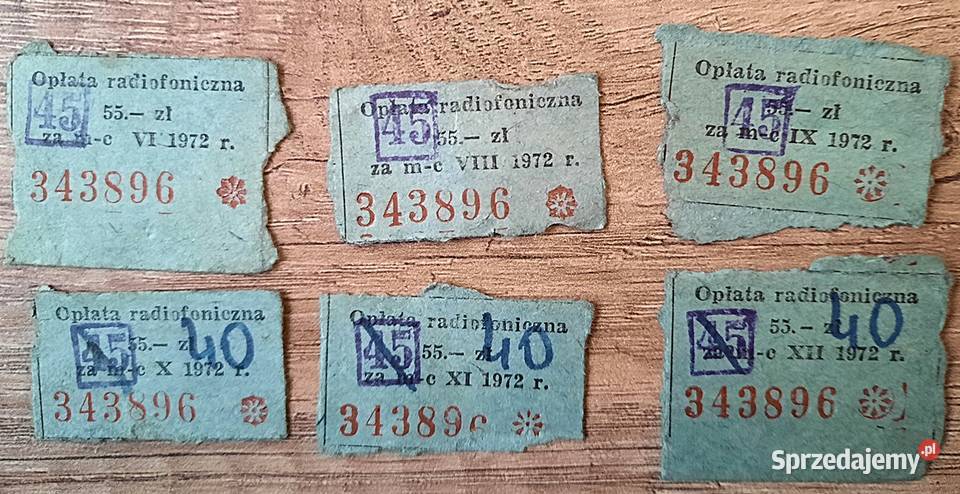 Opłata radiofoniczna
45 55.— zł
za m-c VI 1972 r.
343896
Opłata radiofoniczna
45 55.— zł
za m-c VIII 1972 r.
343896
Opłata radiofoniczna
45 55.— zł
za m-c IX 1972 r.
343896
Opłata radiofoniczna
45 55.— zł 40
za m-c X 1972 r.
343896
Opłata radiofoniczna
45 55.— zł 40
za m-c XI 1972 r.
343896
Opłata radiofoniczna
45 55.— zł 40
za m-c XII 1972 r.
343896
Sprzedajemy.pl